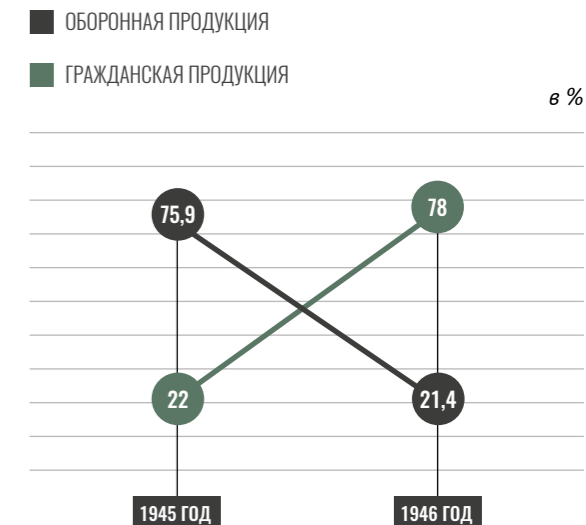 ОБОРОННАЯ ПРОДУКЦИЯ
ГРАЖДАНСКАЯ ПРОДУКЦИЯ
в %
75,9
78
22
21,4
1945 ГОД
1946 ГОД